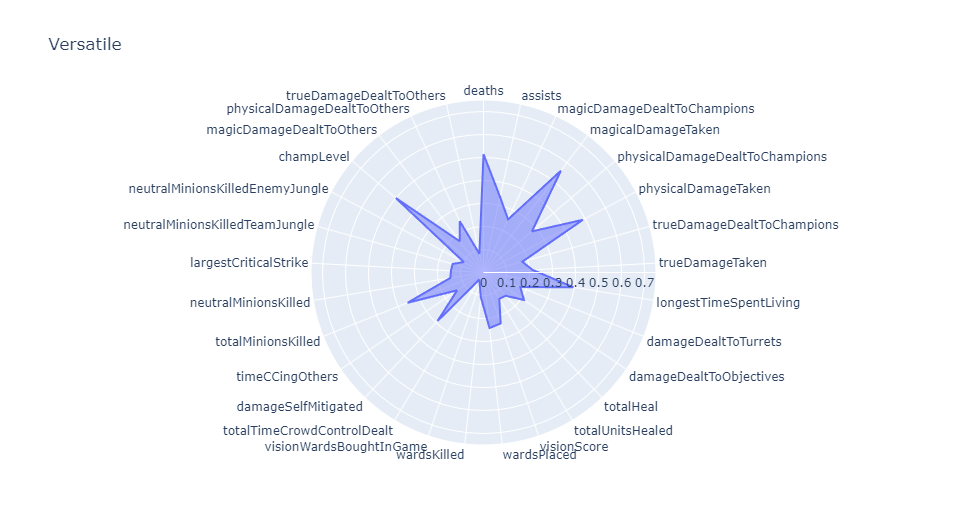 Versatile
deaths
assists
magicDamageDealtToChampions
magicalDamageTaken
physicalDamageDealtToChampions
physicalDamageTaken
trueDamageDealtToChampions
trueDamageTaken
longestTimeSpentLiving
damageDealtToTurrets
damageDealtToObjectives
totalHeal
totalUnitsHealed
visionScore
wardsPlaced
wardsKilled
visionWardsBoughtInGame
totalTimeCrowdControlDealt
damageSelfMitigated
timeCCingOthers
totalMinionsKilled
neutralMinionsKilled
largestCriticalStrike
neutralMinionsKilledTeamJungle
neutralMinionsKilledEnemyJungle
champLevel
magicDamageDealtToOthers
physicalDamageDealtToOthers
trueDamageDealtToOthers
0 0.1 0.2 0.3 0.4 0.5 0.6 0.7